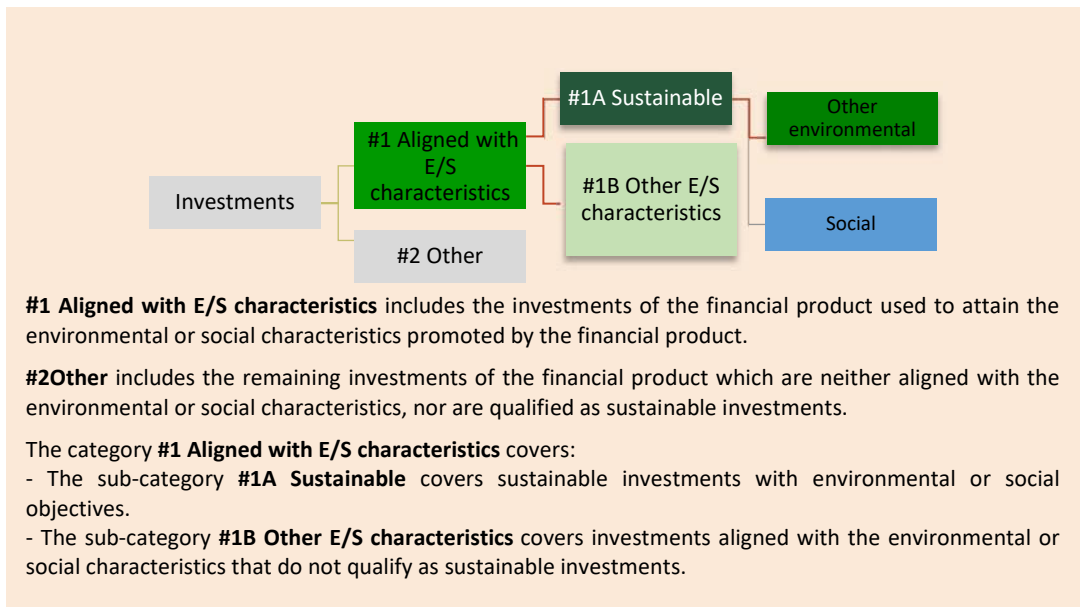 Investments
#1 Aligned with
E/S
characteristics
#2 Other
#1A Sustainable
#1B Other E/S
characteristics
Other
environmental
Social
#1 Aligned with E/S characteristics includes the investments of the financial product used to attain the
environmental or social characteristics promoted by the financial product.
#2Other includes the remaining investments of the financial product which are neither aligned with the
environmental or social characteristics, nor are qualified as sustainable investments.
The category #1 Aligned with E/S characteristics covers:
- The sub-category #1A Sustainable covers sustainable investments with environmental or social
objectives.
- The sub-category #1B Other E/S characteristics covers investments aligned with the environmental or
social characteristics that do not qualify as sustainable investments.